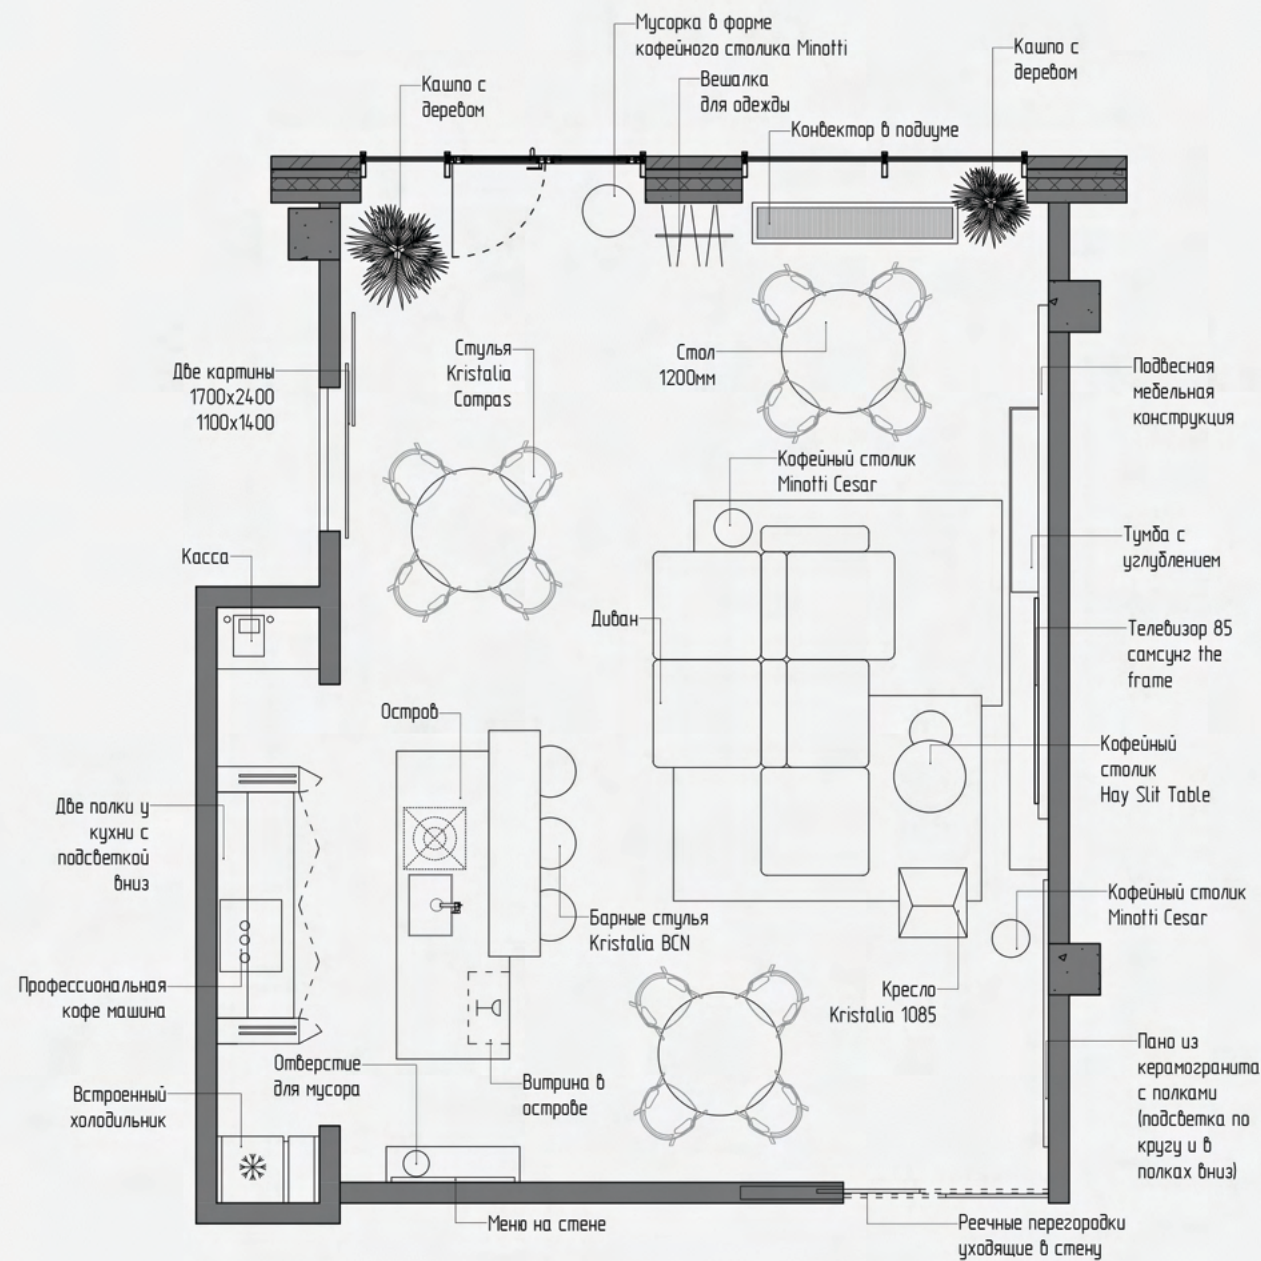 Мусорка в форме
кофейного столика Minotti
Кашпо с
деревом
Вешалка
для одежды
Кашпо с
деревом
Конвектор в подиуме
Стулья
Kristalia
Compas
Стол
1200мм
Две картины
1700х2400
1100х1400
Подвесная
мебельная
конструкция
Кофейный столик
Minotti Cesar
Касса
Тумба с
углублением
Диван
Телевизор 85
самсунг the
frame
Остров
Кофейный
столик
Hay Slit Table
Две полки у
кухни с
подсветкой
вниз
Барные стулья
Kristalia BCN
Кофейный столик
Minotti Cesar
Профессиональная
кофе машина
Кресло
Kristalia 1085
Отверстие
для мусора
Витрина в
острове
Встроенный
холодильник
Пано из
керамогранита
с полками
(подсветка по
кругу и в
полках вниз)
Меню на стене
Реечные перегородки
уходящие в стену